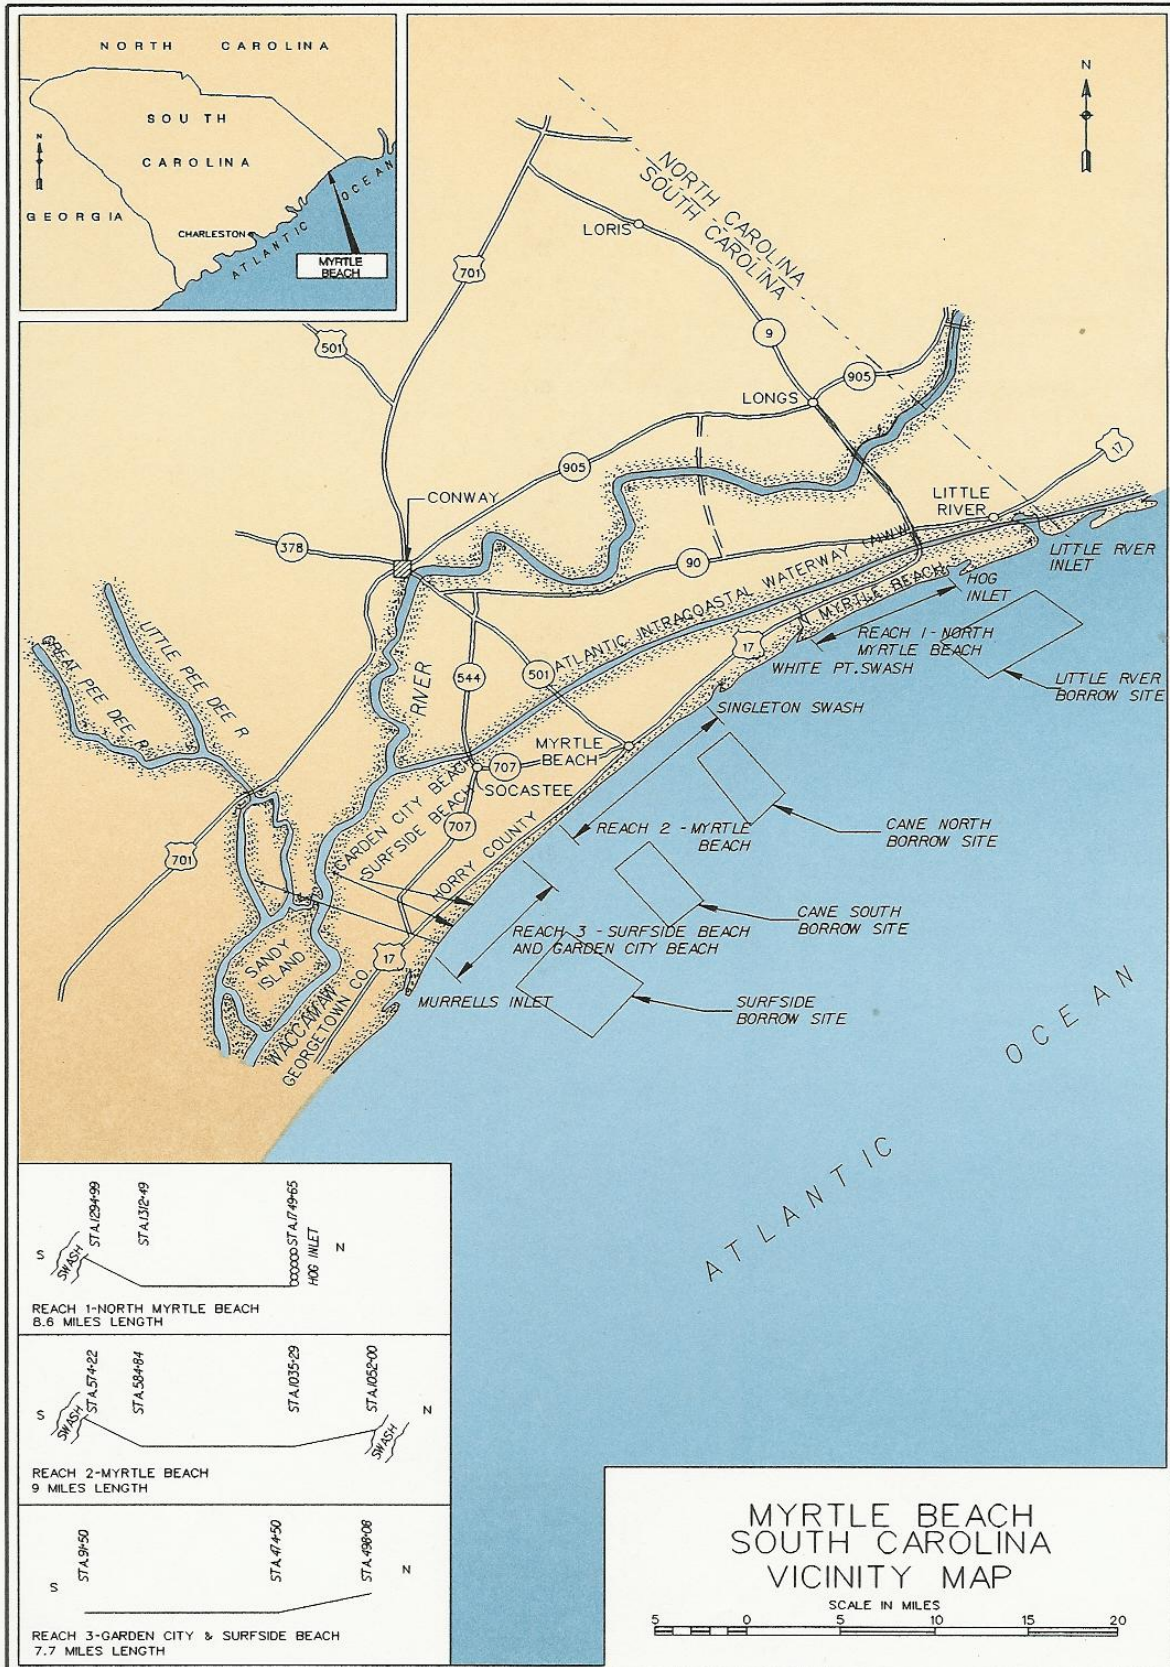 NORTH CAROLINA
SOUTH
CAROLINA
N
GEORGIA
CHARLESTON
ATLANTIC OCEAN
MYRTLE
BEACH
N
NORTH CAROLINA
SOUTH CAROLINA
LORIS
701
501
9
905
LONGS
17
905
CONWAY
LITTLE
RIVER
378
90
LITTLE RVER
INLET
HOG
INLET
ATLANTIC INTRACOASTAL WATERWAY (AIWW)
N MYRTLE BEACH
REACH 1-NORTH
MYRTLE BEACH
17
WHITE PT.SWASH
LITTLE RIVER
BORROW SITE
LITTLE PEE DEE R
GREAT PEE DEE R
RIVER
544
501
SINGLETON SWASH
MYRTLE
BEACH
707
SOCASTEE
GARDEN CITY BEACH
SURFSIDE BEACH
707
701
REACH 2 -MYRTLE
BEACH
CANE NORTH
BORROW SITE
HORRY COUNTY
CANE SOUTH
BORROW SITE
REACH 3 -SURFSIDE BEACH
AND GARDEN CITY BEACH
17
SANDY
ISLAND
MURRELLS INLET
SURFSIDE
BORROW SITE
WACCAMAW
GEORGETOWN CO.
ATLANTIC OCEAN
STA.1294+99
STA.1312+49
STA.1749+65
HOG INLET
S
SWASH
N
REACH 1-NORTH MYRTLE BEACH
8.6 MILES LENGTH
STA.574+22
STA.584+84
STA.1035+29
STA.1052+00
S
SWASH
SWASH
N
REACH 2-MYRTLE BEACH
9 MILES LENGTH
STA.91+50
STA.474+50
STA.498+08
S
N
REACH 3-GARDEN CITY & SURFSIDE BEACH
7.7 MILES LENGTH
MYRTLE BEACH
SOUTH CAROLINA
VICINITY MAP
SCALE IN MILES
5 0 5 10 15 20